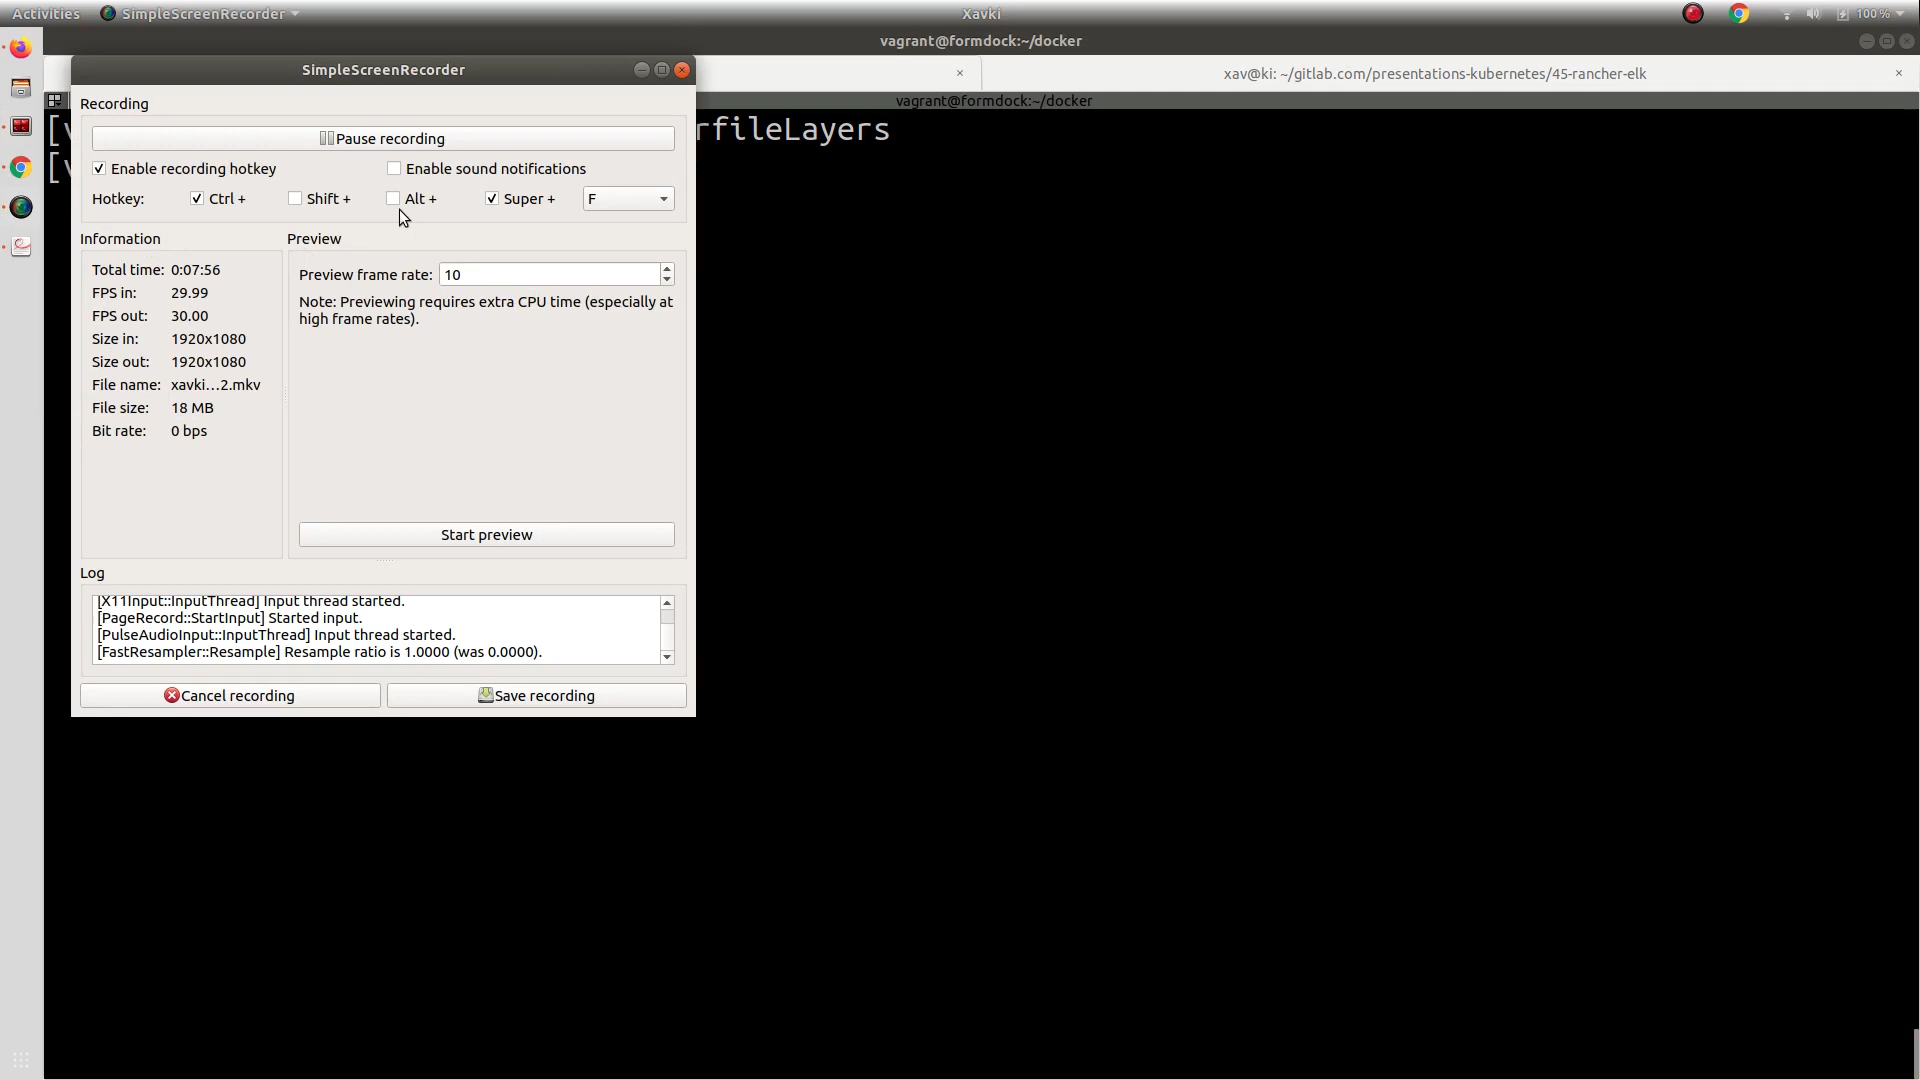 Activities SimpleScreenRecorder Xavki 100 %
vagrant@formdock:~/docker
SimpleScreenRecorder
xav@ki: ~/gitlab.com/presentations-kubernetes/45-rancher-elk
vagrant@formdock:~/docker
Recording
Pause recording
rfileLayers
Enable recording hotkey Enable sound notifications
Hotkey: Ctrl + Shift + Alt + Super + F
Information
Total time: 0:07:56
FPS in: 29.99
FPS out: 30.00
Size in: 1920x1080
Size out: 1920x1080
File name: xavki...2.mkv
File size: 18 MB
Bit rate: 0 bps
Preview
Preview frame rate: 10
Note: Previewing requires extra CPU time (especially at
high frame rates).
Start preview
Log
[X11Input::InputThread] Input thread started.
[PageRecord::StartInput] Started input.
[PulseAudioInput::InputThread] Input thread started.
[FastResampler::Resample] Resample ratio is 1.0000 (was 0.0000).
Cancel recording Save recording